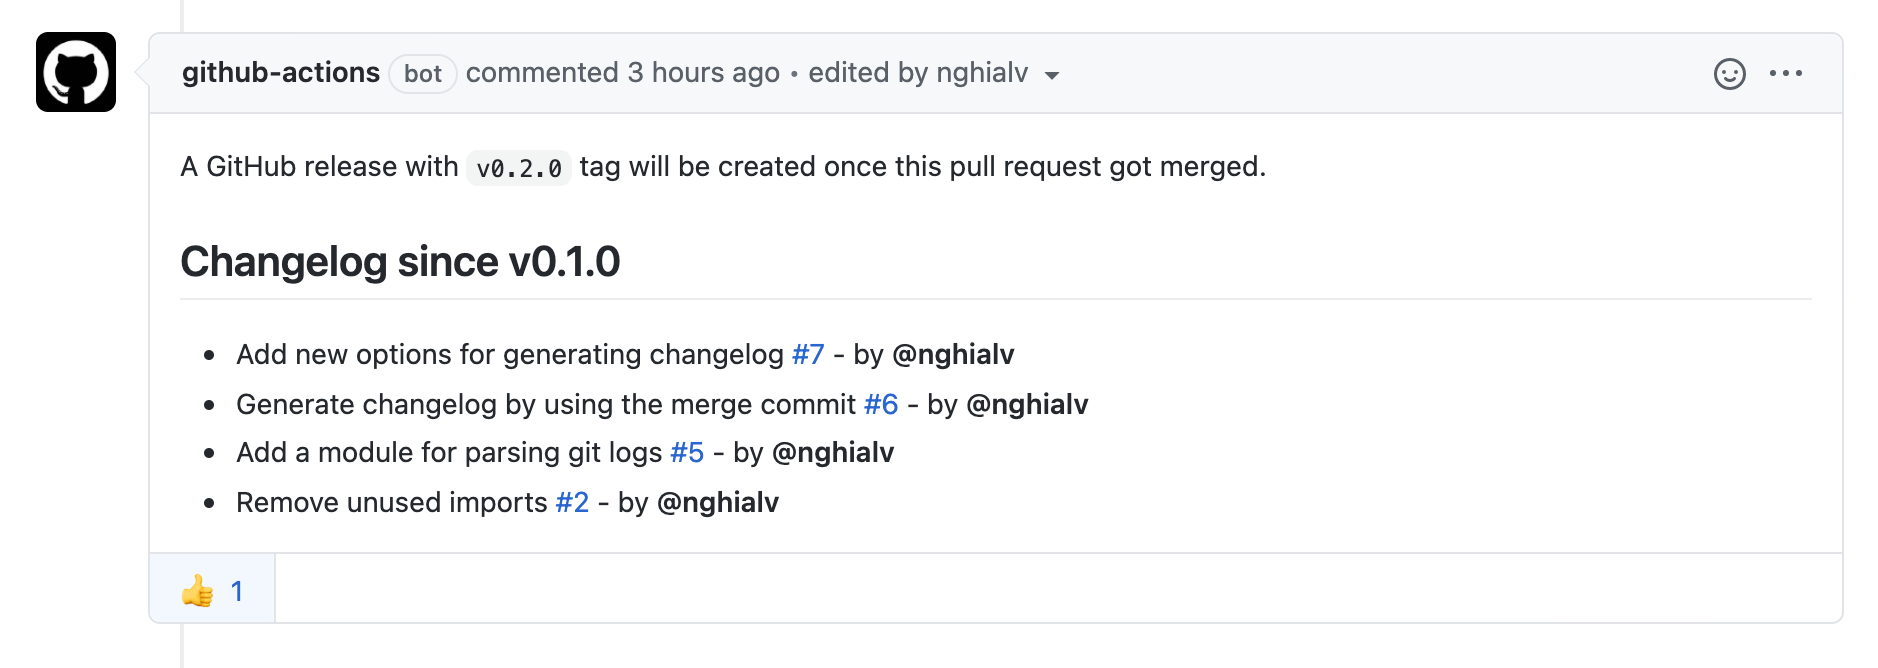 github-actions bot commented 3 hours ago • edited by nghialv
A GitHub release with v0.2.0 tag will be created once this pull request got merged.
Changelog since v0.1.0
• Add new options for generating changelog #7 - by @nghialv
• Generate changelog by using the merge commit #6 - by @nghialv
• Add a module for parsing git logs #5 - by @nghialv
• Remove unused imports #2 - by @nghialv
👍 1